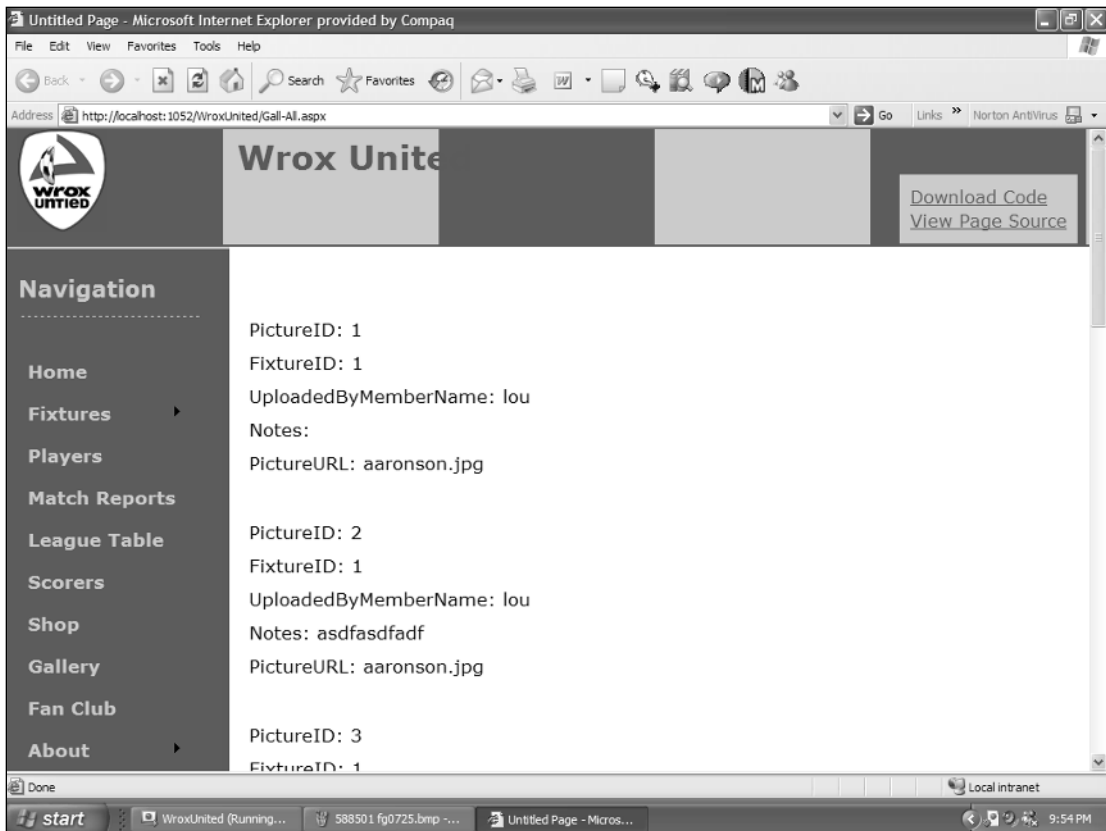 Untitled Page - Microsoft Internet Explorer provided by Compaq
File Edit View Favorites Tools Help
Back Search Favorites
Address http://localhost:1052/WroxUnited/Gall-All.aspx Go Links » Norton AntiVirus
wrox
UNTIED
Wrox United
Download Code
View Page Source
Navigation
Home
Fixtures
Players
Match Reports
League Table
Scorers
Shop
Gallery
Fan Club
About
PictureID: 1
FixtureID: 1
UploadedByMemberName: lou
Notes:
PictureURL: aaronson.jpg
PictureID: 2
FixtureID: 1
UploadedByMemberName: lou
Notes: asdfasdfadf
PictureURL: aaronson.jpg
PictureID: 3
FixtureID: 1
Done Local intranet
start WroxUnited (Running... 588501 fg0725.bmp -... Untitled Page - Micros... 9:54 PM